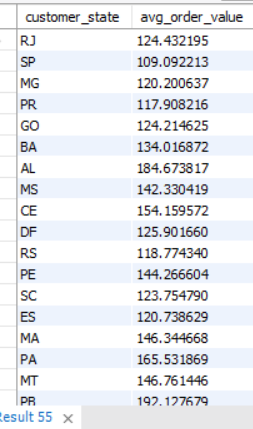 customer_state avg_order_value
RJ 124.432195
SP 109.092213
MG 120.200637
PR 117.908216
GO 124.214625
BA 134.016872
AL 184.673817
MS 142.330419
CE 154.159572
DF 125.901660
RS 118.774340
PE 144.266604
SC 123.754790
ES 120.738629
MA 146.344668
PA 165.531869
MT 146.761446
PB 192.127679
Result 55